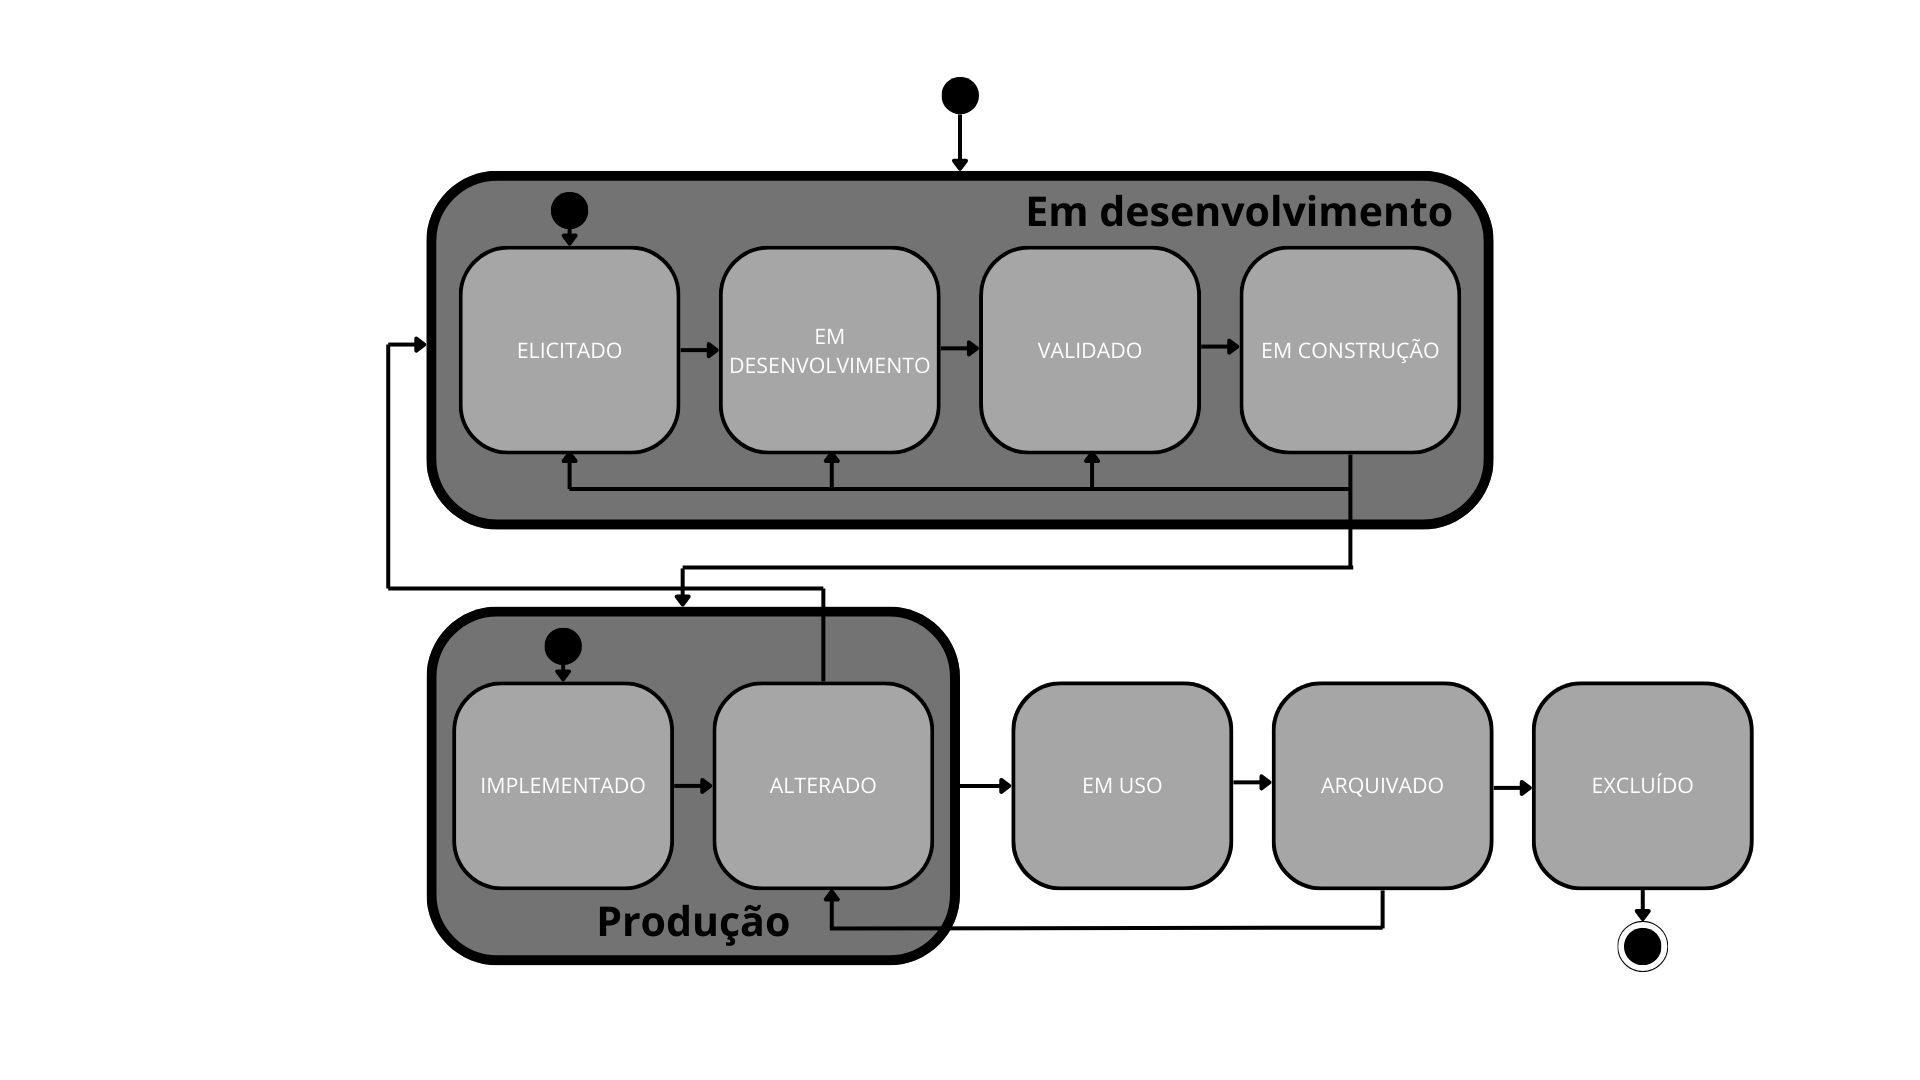 Em desenvolvimento
ELICITADO
EM
DESENVOLVIMENTO
VALIDADO
EM CONSTRUÇÃO
IMPLEMENTADO
ALTERADO
EM USO
ARQUIVADO
EXCLUÍDO
Produção